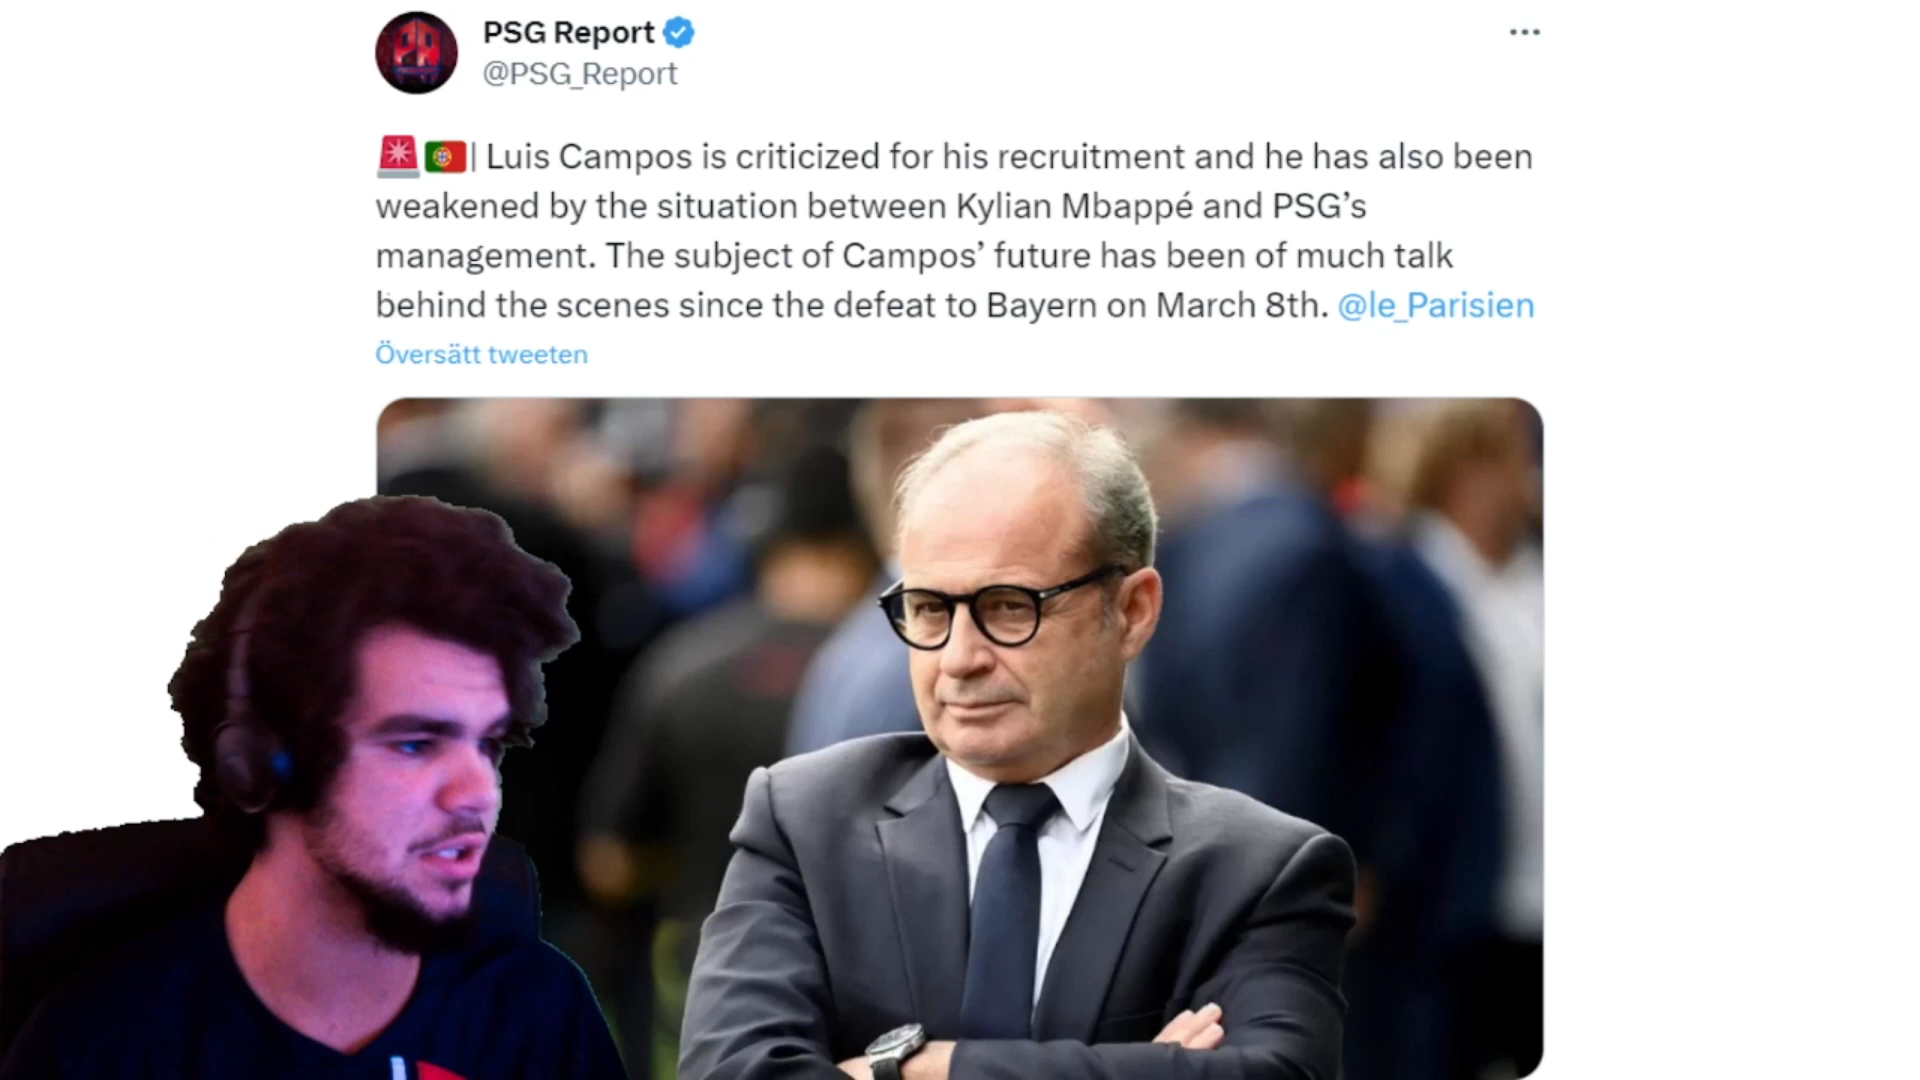 PSG Report
@PSG_Report
🚨🇵🇹| Luis Campos is criticized for his recruitment and he has also been
weakened by the situation between Kylian Mbappé and PSG’s
management. The subject of Campos’ future has been of much talk
behind the scenes since the defeat to Bayern on March 8th. @le_Parisien
Översätt tweeten